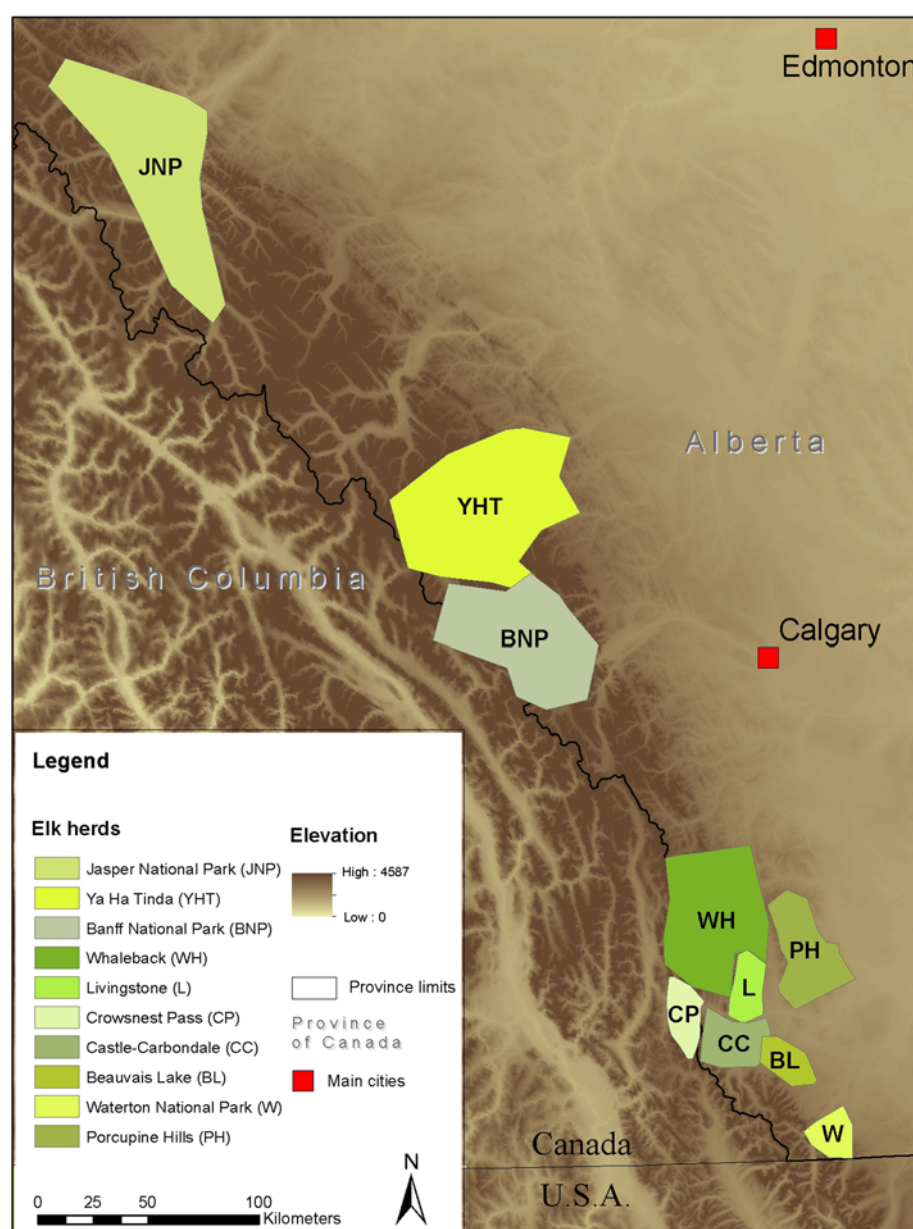 Edmonton
JNP
Alberta
YHT
British Columbia
BNP
Calgary
WH
PH
L
CP
CC
BL
W
Canada
U.S.A.
Legend
Elk herds
Jasper National Park (JNP)
Ya Ha Tinda (YHT)
Banff National Park (BNP)
Whaleback (WH)
Livingstone (L)
Crowsnest Pass (CP)
Castle-Carbondale (CC)
Beauvais Lake (BL)
Waterton National Park (W)
Porcupine Hills (PH)
Elevation
High : 4587
Low : 0
Province limits
Province
of Canada
Main cities
N
0 25 50 100
Kilometers